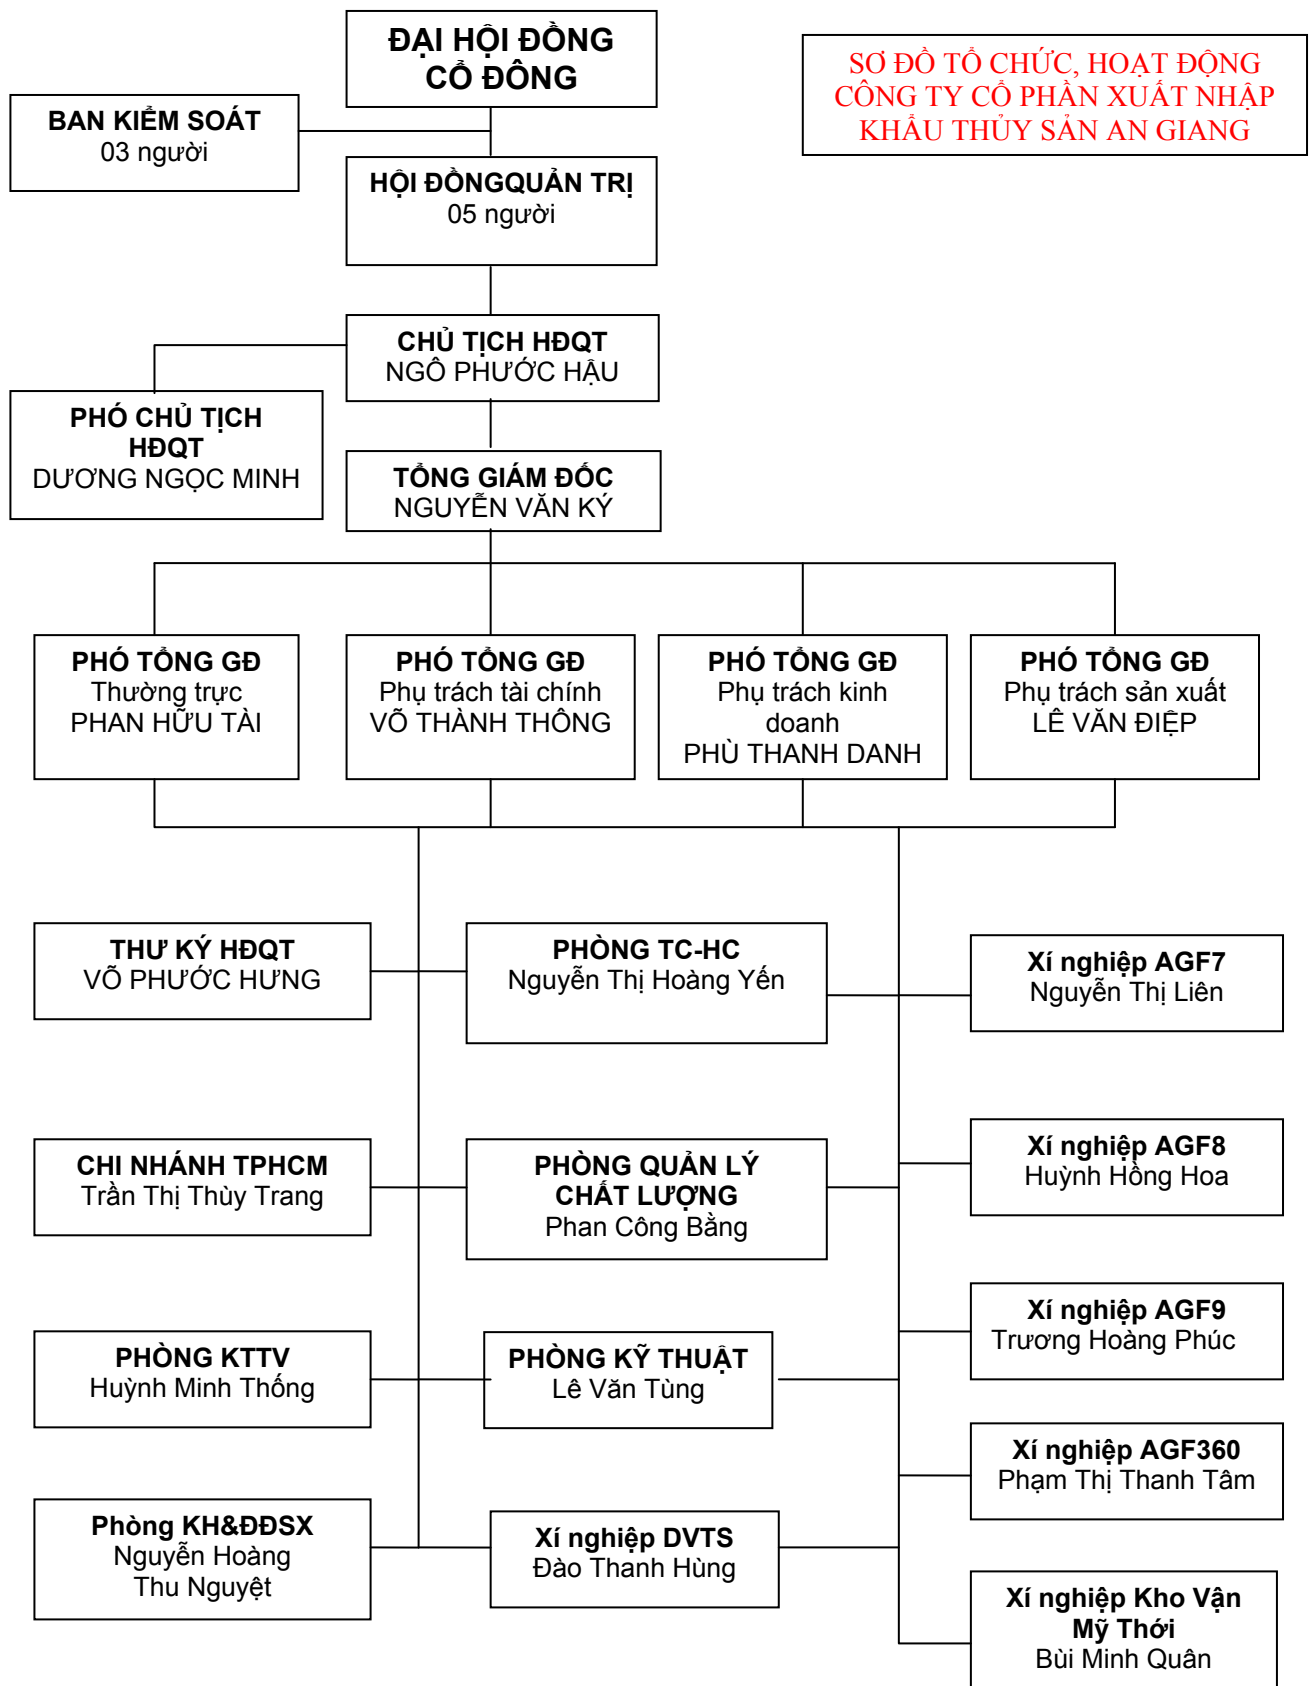 ĐẠI HỘI ĐỒNG
CỔ ĐÔNG
SƠ ĐỒ TỔ CHỨC, HOẠT ĐỘNG
CÔNG TY CỔ PHẦN XUẤT NHẬP
KHẨU THỦY SẢN AN GIANG
BAN KIỂM SOÁT
03 người
HỘI ĐỒNGQUẢN TRỊ
05 người
CHỦ TỊCH HĐQT
NGÔ PHƯỚC HẬU
PHÓ CHỦ TỊCH
HĐQT
DƯƠNG NGỌC MINH
TỔNG GIÁM ĐỐC
NGUYỄN VĂN KÝ
PHÓ TỔNG GĐ
Thường trực
PHAN HỮU TÀI
PHÓ TỔNG GĐ
Phụ trách tài chính
VÕ THÀNH THÔNG
PHÓ TỔNG GĐ
Phụ trách kinh
doanh
PHÙ THANH DANH
PHÓ TỔNG GĐ
Phụ trách sản xuất
LÊ VĂN ĐIỆP
THƯ KÝ HĐQT
VÕ PHƯỚC HƯNG
PHÒNG TC-HC
Nguyễn Thị Hoàng Yến
Xí nghiệp AGF7
Nguyễn Thị Liên
CHI NHÁNH TPHCM
Trần Thị Thùy Trang
PHÒNG QUẢN LÝ
CHẤT LƯỢNG
Phan Công Bằng
Xí nghiệp AGF8
Huỳnh Hồng Hoa
PHÒNG KTTV
Huỳnh Minh Thống
PHÒNG KỸ THUẬT
Lê Văn Tùng
Xí nghiệp AGF9
Trương Hoàng Phúc
Xí nghiệp AGF360
Phạm Thị Thanh Tâm
Phòng KH&ĐĐSX
Nguyễn Hoàng
Thu Nguyệt
Xí nghiệp DVTS
Đào Thanh Hùng
Xí nghiệp Kho Vận
Mỹ Thới
Bùi Minh Quân